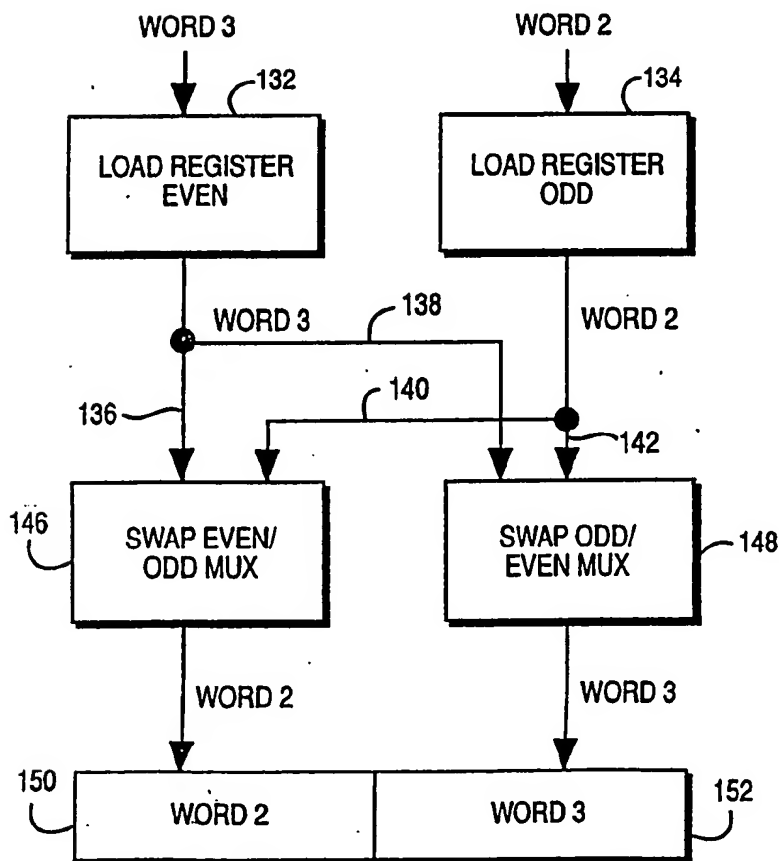 WORD 3
WORD 2
132
134
LOAD REGISTER
EVEN
LOAD REGISTER
ODD
WORD 3
138
WORD 2
136
140
142
146
SWAP EVEN/
ODD MUX
SWAP ODD/
EVEN MUX
148
WORD 2
WORD 3
150
WORD 2
WORD 3
152